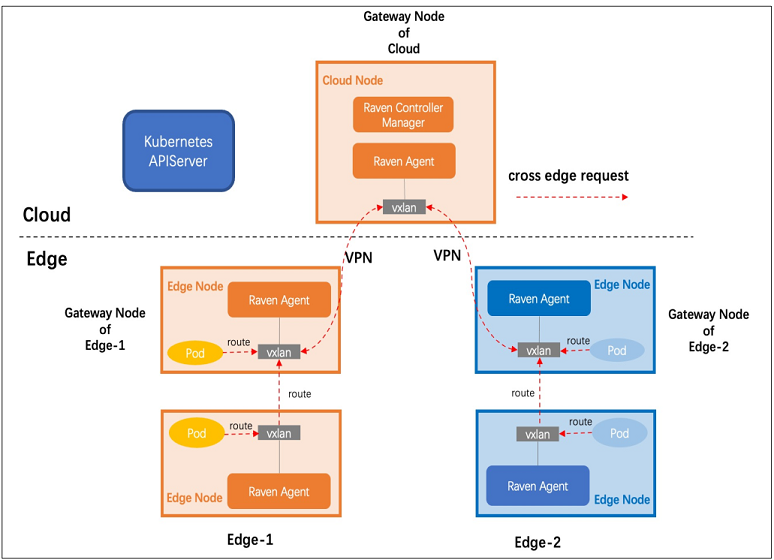 Gateway Node
of
Cloud
Cloud Node
Raven Controller
Manager
Raven Agent
vxlan
Kubernetes
APIServer
cross edge request
Cloud
Edge
VPN
VPN
Edge Node
Raven Agent
Pod
route
vxlan
Gateway Node
of
Edge-1
route
Pod
route
vxlan
Edge Node
Raven Agent
Edge-1
Edge Node
Raven Agent
vxlan
route
Pod
Gateway Node
of
Edge-2
route
vxlan
route
Pod
Raven Agent
Edge Node
Edge-2